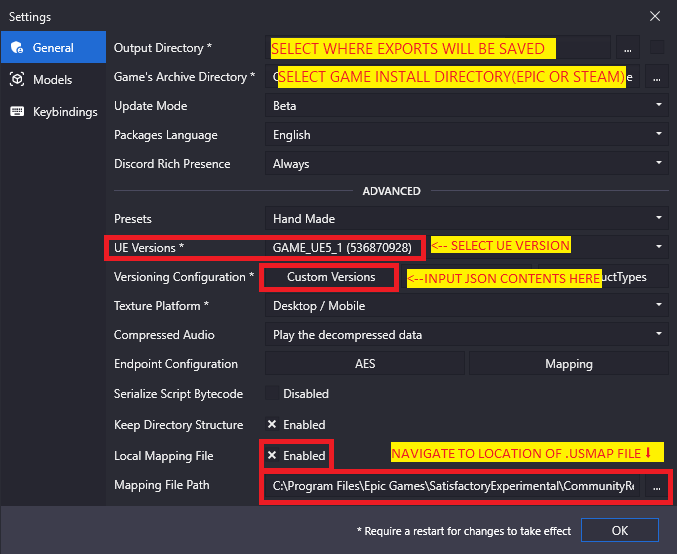 Settings
General
Models
Keybindings
Output Directory * SELECT WHERE EXPORTS WILL BE SAVED ...
Game's Archive Directory * SELECT GAME INSTALL DIRECTORY(EPIC OR STEAM) ...
Update Mode Beta
Packages Language English
Discord Rich Presence Always
ADVANCED
Presets Hand Made
UE Versions * GAME_UE5_1 (536870928) <-- SELECT UE VERSION
Versioning Configuration * Custom Versions <--INPUT JSON CONTENTS HERE
Texture Platform * Desktop / Mobile
Compressed Audio Play the decompressed data
Endpoint Configuration AES Mapping
Serialize Script Bytecode Disabled
Keep Directory Structure Enabled
Local Mapping File Enabled NAVIGATE TO LOCATION OF .USMAP FILE ⬇
Mapping File Path C:\Program Files\Epic Games\SatisfactoryExperimental\CommunityRe ...
* Require a restart for changes to take effect OK